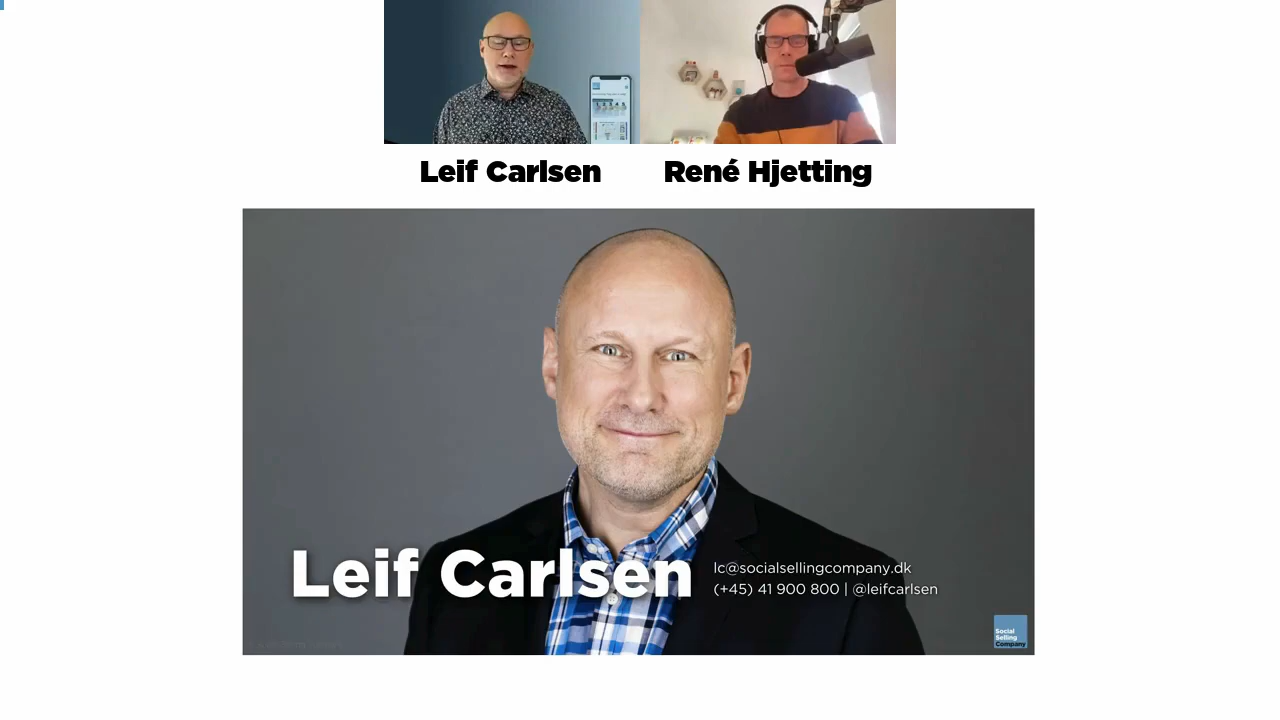 Leif Carlsen
René Hjetting
Leif Carlsen
lc@socialsellingcompany.dk
(+45) 41 900 800 | @leifcarlsen
Social
Selling
Company